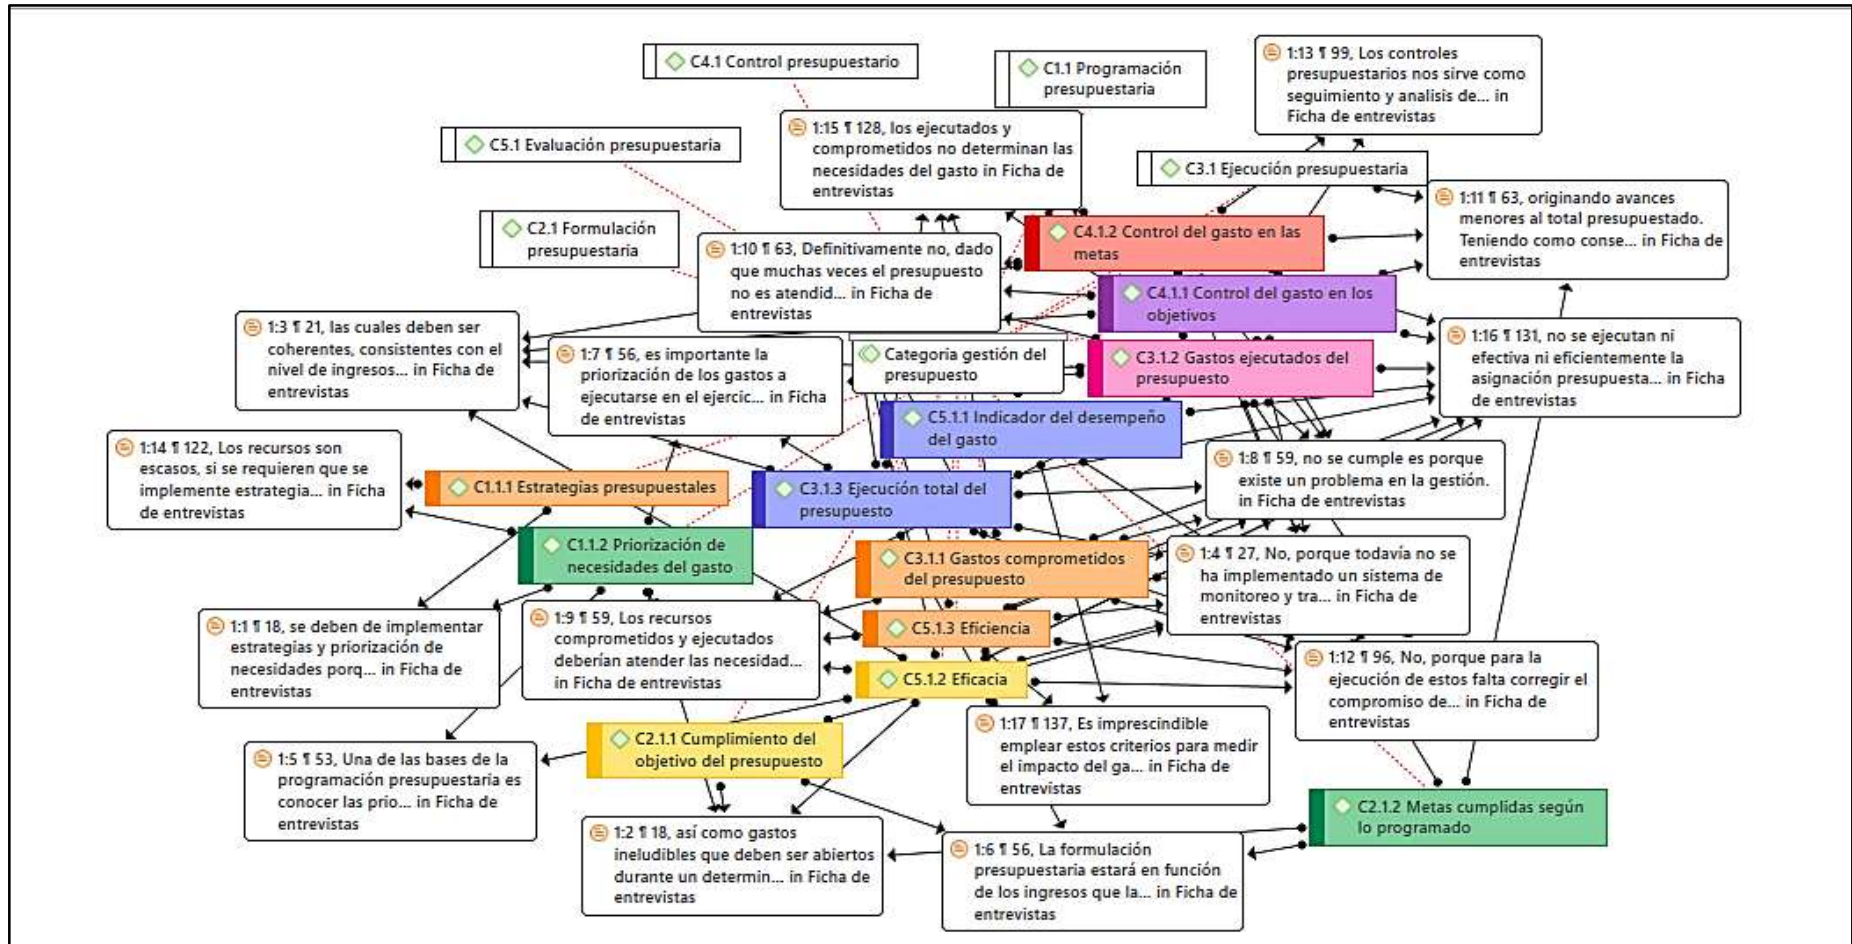 C4.1 Control presupuestario
C1.1 Programación
presupuestaria
1:13 ¶ 99, Los controles
presupuestarios nos sirve como
seguimiento y analisis de... in
Ficha de entrevistas
1:15 ¶ 128, los ejecutados y
comprometidos no determinan las
necesidades del gasto in Ficha de
entrevistas
C5.1 Evaluación presupuestaria
C3.1 Ejecución presupuestaria
1:11 ¶ 63, originando avances
menores al total presupuestado.
Teniendo como conse... in Ficha de
entrevistas
C2.1 Formulación
presupuestaria
C4.1.2 Control del gasto en las
metas
1:10 ¶ 63, Definitivamente no, dado
que muchas veces el presupuesto
no es atendid... in Ficha de
entrevistas
C4.1.1 Control del gasto en los
objetivos
1:3 ¶ 21, las cuales deben ser
coherentes, consistentes con el
nivel de ingresos... in Ficha de
entrevistas
1:7 ¶ 56, es importante la
priorización de los gastos a
ejecutarse en el ejercic... in Ficha
de entrevistas
Categoria gestión del
presupuesto
C3.1.2 Gastos ejecutados del
presupuesto
1:16 ¶ 131, no se ejecutan ni
efectiva ni eficientemente la
asignación presupuesta... in Ficha
de entrevistas
C5.1.1 Indicador del desempeño
del gasto
1:14 ¶ 122, Los recursos son
escasos, si se requieren que se
implemente estrategia... in Ficha
de entrevistas
C1.1.1 Estrategias presupuestales
C3.1.3 Ejecución total del
presupuesto
1:8 ¶ 59, no se cumple es porque
existe un problema en la gestión.
in Ficha de entrevistas
C1.1.2 Priorización de
necesidades del gasto
C3.1.1 Gastos comprometidos
del presupuesto
1:4 ¶ 27, No, porque todavía no se
ha implementado un sistema de
monitoreo y tra... in Ficha de
entrevistas
1:1 ¶ 18, se deben de implementar
estrategias y priorización de
necesidades porq... in Ficha de
entrevistas
1:9 ¶ 59, Los recursos
comprometidos y ejecutados
deberían atender las necesidad...
in Ficha de entrevistas
C5.1.3 Eficiencia
C5.1.2 Eficacia
1:12 ¶ 96, No, porque para la
ejecución de estos falta corregir el
compromiso de... in Ficha de
entrevistas
1:5 ¶ 53, Una de las bases de la
programación presupuestaria es
conocer las prio... in Ficha de
entrevistas
C2.1.1 Cumplimiento del
objetivo del presupuesto
1:17 ¶ 137, Es imprescindible
emplear estos criterios para medir
el impacto del ga... in Ficha de
entrevistas
C2.1.2 Metas cumplidas según
lo programado
1:2 ¶ 18, así como gastos
ineludibles que deben ser abiertos
durante un determin... in Ficha de
entrevistas
1:6 ¶ 56, La formulación
presupuestaria estará en función
de los ingresos que la... in Ficha de
entrevistas